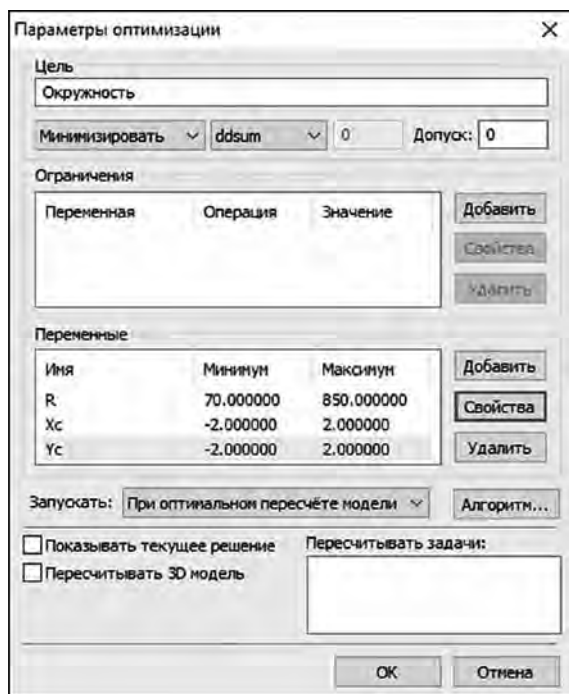 Параметры оптимизации
Цель
Окружность
Минимизировать ddsum 0 Допуск: 0
Ограничения
Переменная Операция Значение
Добавить
Свойства
Удалить
Переменные
Имя Минимум Максимум
R 70.000000 850.000000
Xc -2.000000 2.000000
Yc -2.000000 2.000000
Добавить
Свойства
Удалить
Запускать: При оптимальном пересчёте модели Алгоритм...
Показывать текущее решение
Пересчитывать 3D модель
Пересчитывать задачи:
OK Отмена